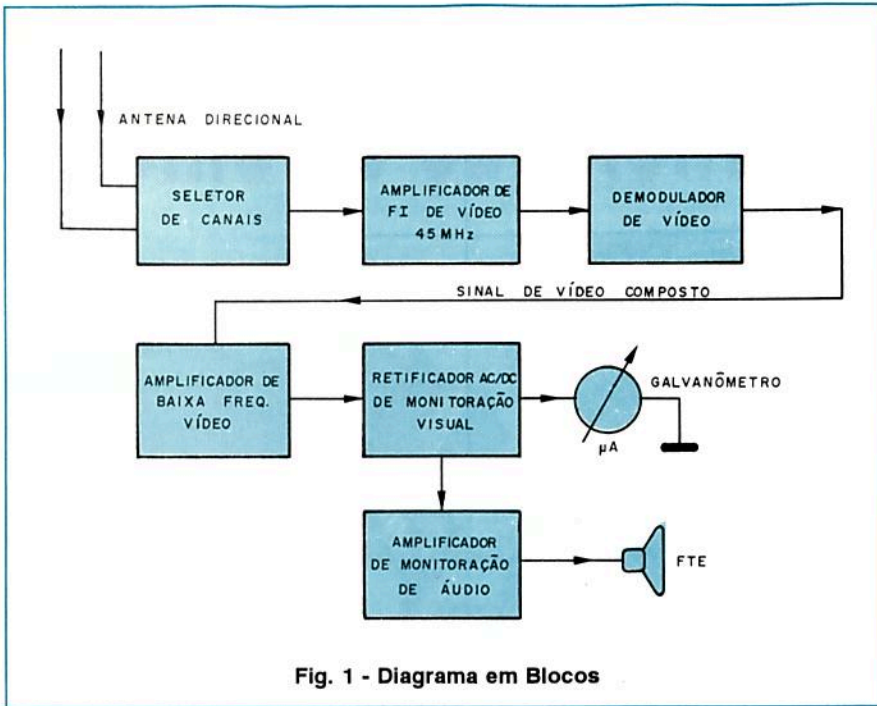 ANTENA DIRECIONAL
SELETOR
DE CANAIS
AMPLIFICADOR DE
FI DE VÍDEO
45 MHz
DEMODULADOR
DE VÍDEO
SINAL DE VÍDEO COMPOSTO
AMPLIFICADOR DE
BAIXA FREQ.
VÍDEO
RETIFICADOR AC/DC
DE MONITORAÇÃO
VISUAL
GALVANÔMETRO
µA
AMPLIFICADOR
DE MONITORAÇÃO
DE ÁUDIO
FTE
Fig. 1 - Diagrama em Blocos